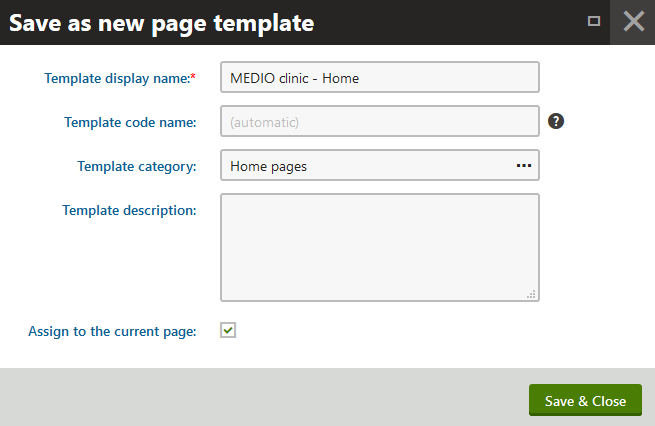 Save as new page template
Template display name:* MEDIO clinic - Home
Template code name: (automatic) ?
Template category: Home pages ...
Template description:
Assign to the current page:
Save & Close